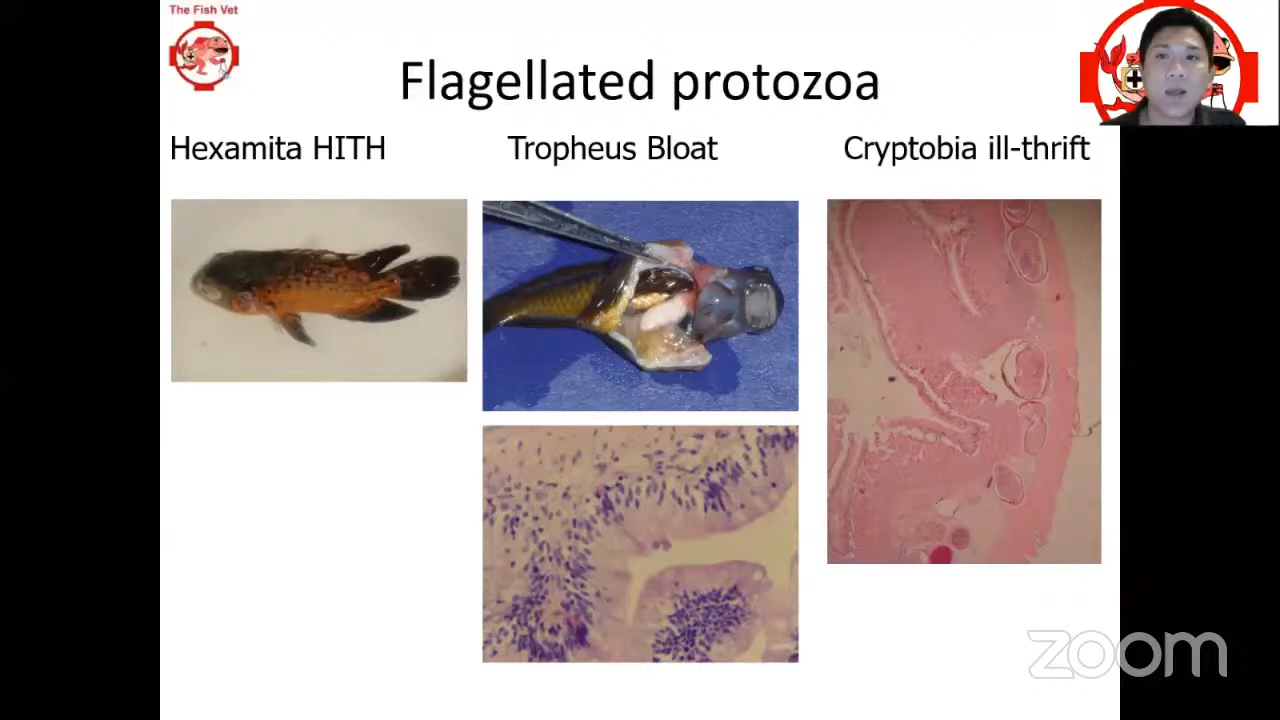 The Fish Vet
Flagellated protozoa
Hexamita HITH
Tropheus Bloat
Cryptobia ill-thrift
zoom